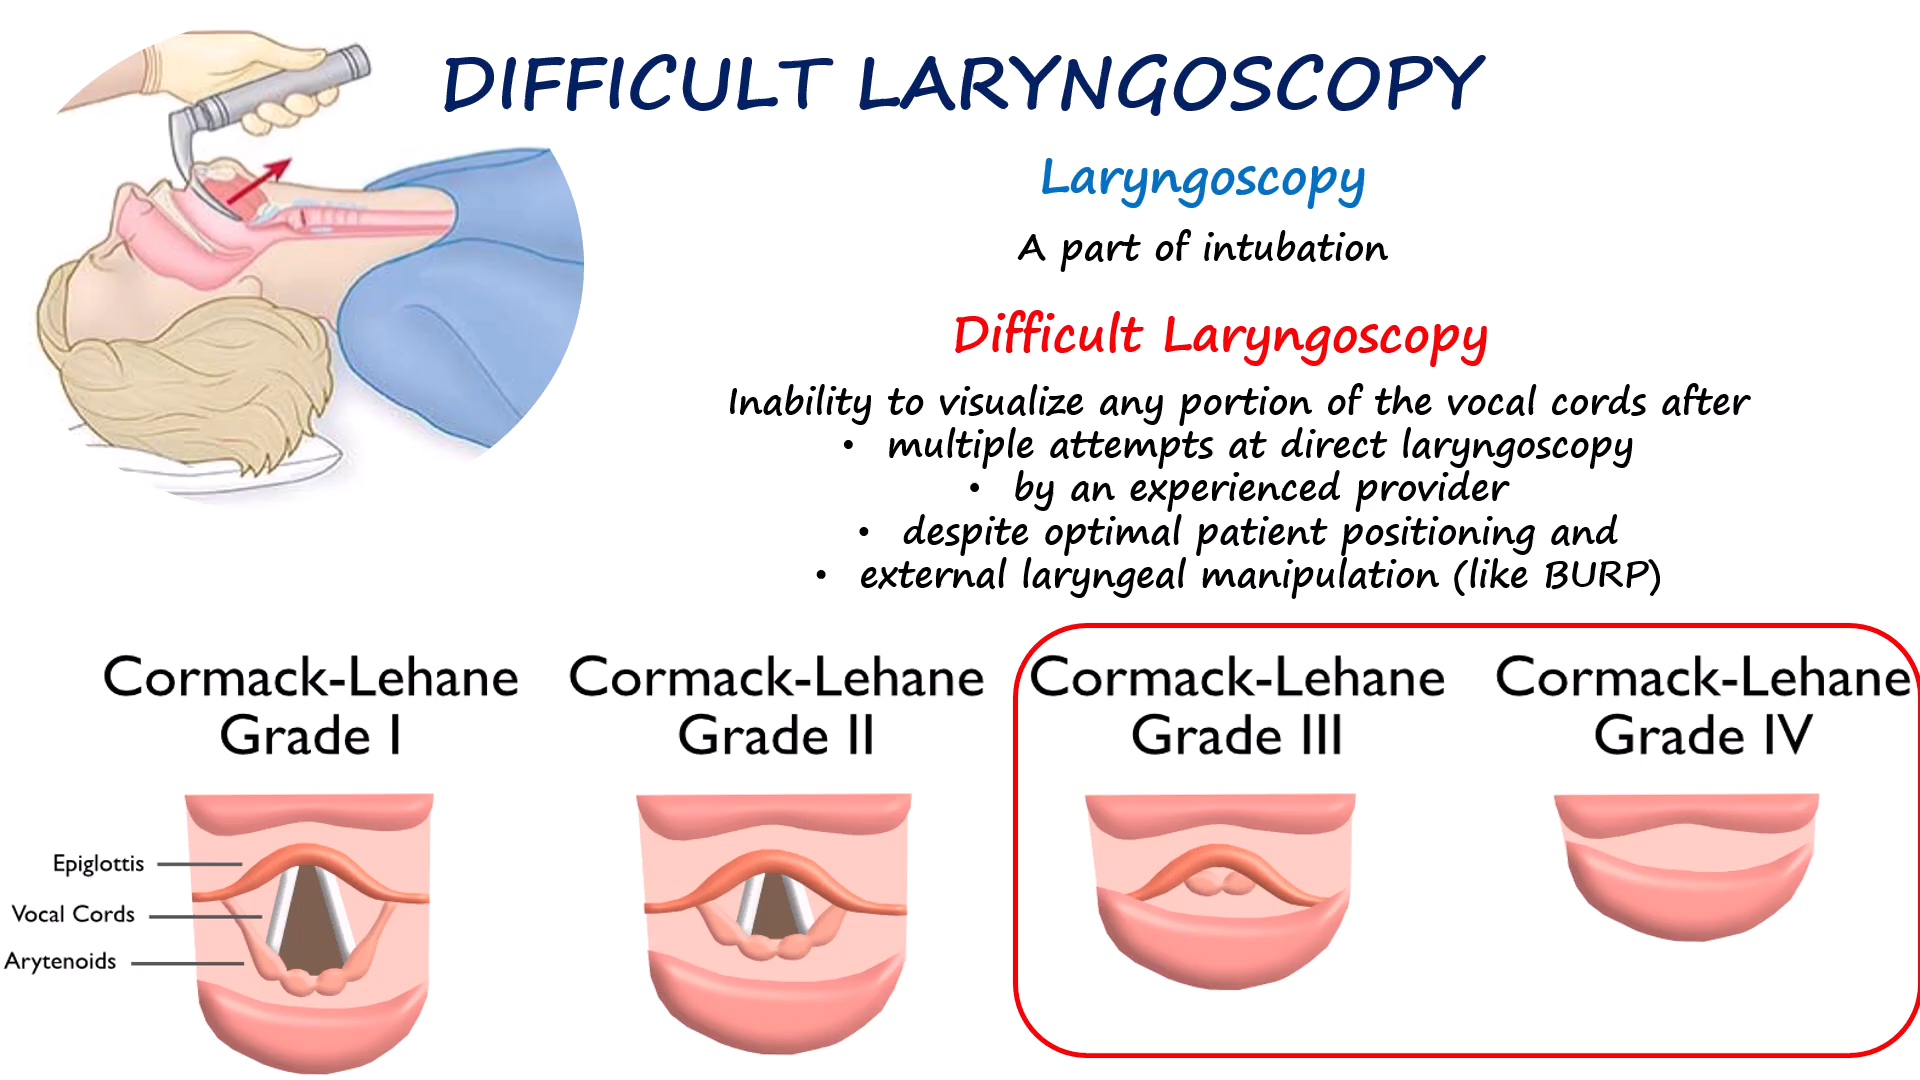 DIFFICULT LARYNGOSCOPY
Laryngoscopy
A part of intubation
Difficult Laryngoscopy
Inability to visualize any portion of the vocal cords after
• multiple attempts at direct laryngoscopy
• by an experienced provider
• despite optimal patient positioning and
• external laryngeal manipulation (like BURP)
Cormack-Lehane
Grade I
Cormack-Lehane
Grade II
Cormack-Lehane
Grade III
Cormack-Lehane
Grade IV
Epiglottis
Vocal Cords
Arytenoids